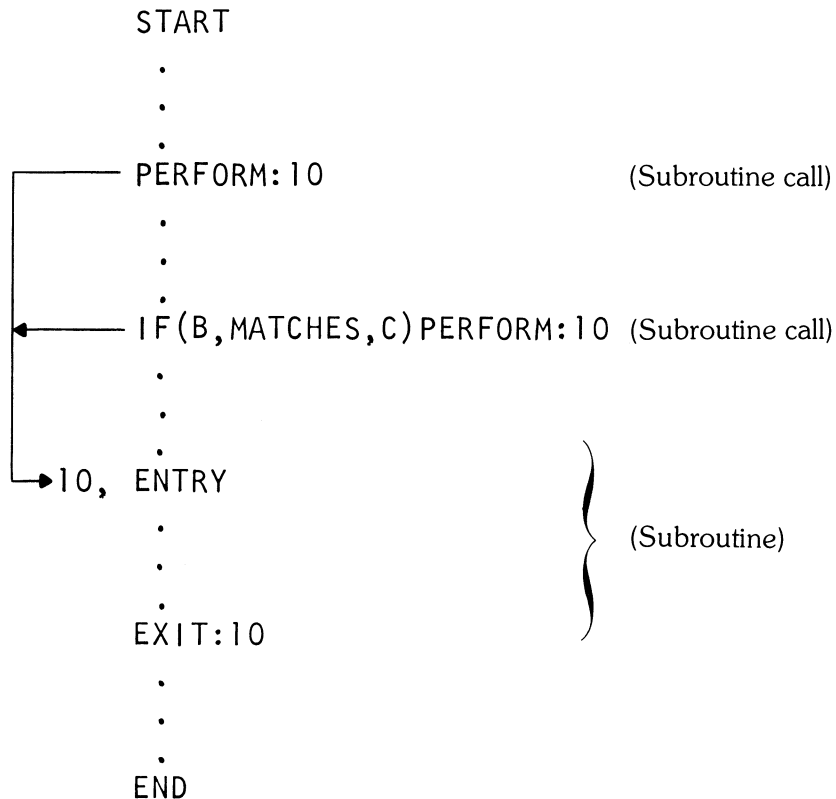 START
.
.
.
PERFORM:10 (Subroutine call)
.
.
.
IF(B,MATCHES,C)PERFORM:10 (Subroutine call)
.
.
.
10, ENTRY
.
(Subroutine)
.
.
EXIT:10
.
.
.
END